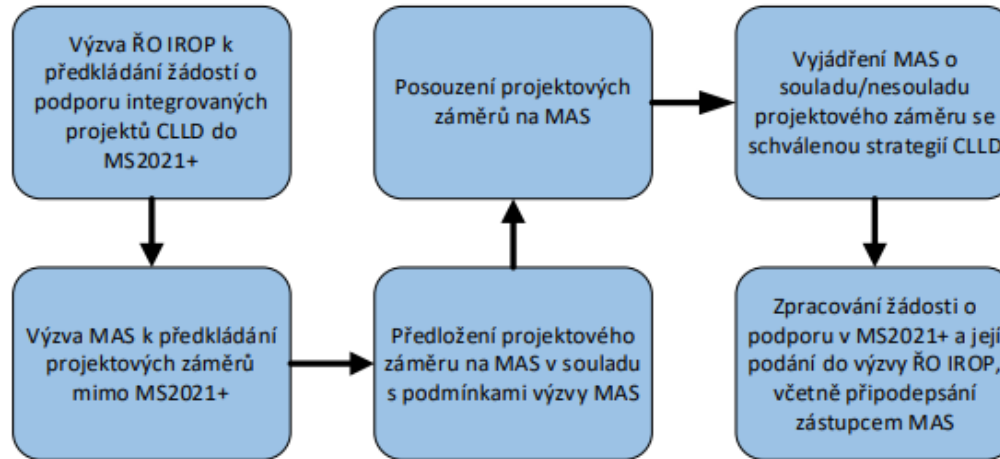 Výzva ŘO IROP k
předkládání žádostí o
podporu integrovaných
projektů CLLD do
MS2021+
Výzva MAS k předkládání
projektových záměrů
mimo MS2021+
Předložení projektového
záměru na MAS v souladu
s podmínkami výzvy MAS
Posouzení projektových
záměrů na MAS
Vyjádření MAS o
souladu/nesouladu
projektového záměru se
schválenou strategií CLLD
Zpracování žádosti o
podporu v MS2021+ a její
podání do výzvy ŘO IROP,
včetně připodepsání
zástupcem MAS